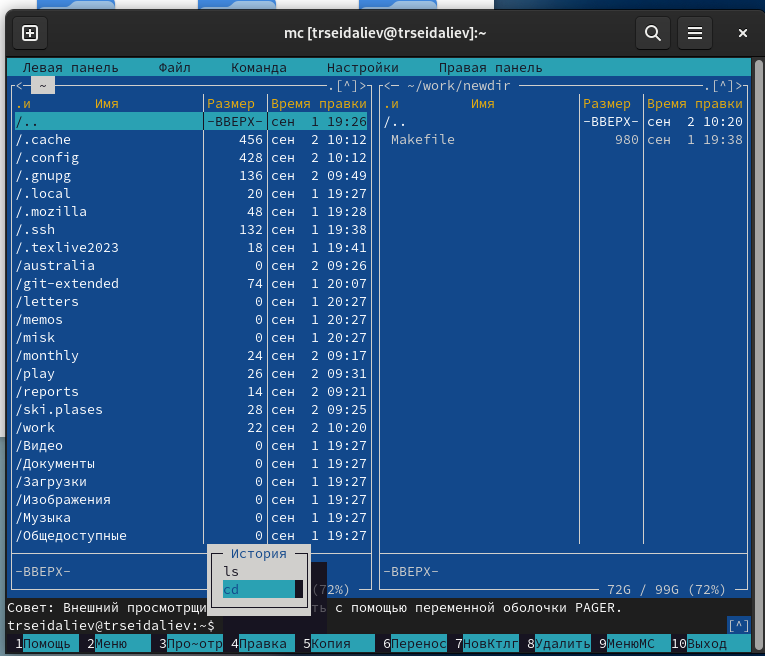 mc [trseidaliev@trseidaliev]:~
Левая панель Файл Команда Настройки Правая панель
<— ~ .[^]> <— ~/work/newdir .[^]>
.и Имя Размер Время правки .и Имя Размер Время правки
/.. -ВВЕРХ- сен 1 19:26 /.. -ВВЕРХ- сен 2 10:20
/.cache 456 сен 2 10:12 Makefile 980 сен 1 19:38
/.config 428 сен 2 10:12
/.gnupg 136 сен 2 09:49
/.local 20 сен 1 19:27
/.mozilla 48 сен 1 19:28
/.ssh 132 сен 1 19:38
/.texlive2023 18 сен 1 19:41
/australia 0 сен 2 09:26
/git-extended 74 сен 1 20:07
/letters 0 сен 1 20:27
/memos 0 сен 1 20:27
/misk 0 сен 1 20:27
/monthly 24 сен 2 09:17
/play 26 сен 2 09:31
/reports 14 сен 2 09:21
/ski.plases 28 сен 2 09:25
/work 22 сен 2 10:20
/Видео 0 сен 1 19:27
/Документы 0 сен 1 19:27
/Загрузки 0 сен 1 19:27
/Изображения 0 сен 1 19:27
/Музыка 0 сен 1 19:27
/Общедоступные 0 сен 1 19:27
История
-ВВЕРХ- ls -ВВЕРХ-
cd (72%) 72G / 99G (72%)
Совет: Внешний просмотрщи ть с помощью переменной оболочки PAGER.
trseidaliev@trseidaliev:~$ [^]
1Помощь 2Меню 3Про~отр 4Правка 5Копия 6Перенос 7НовКтлг 8Удалить 9МенюMC 10Выход